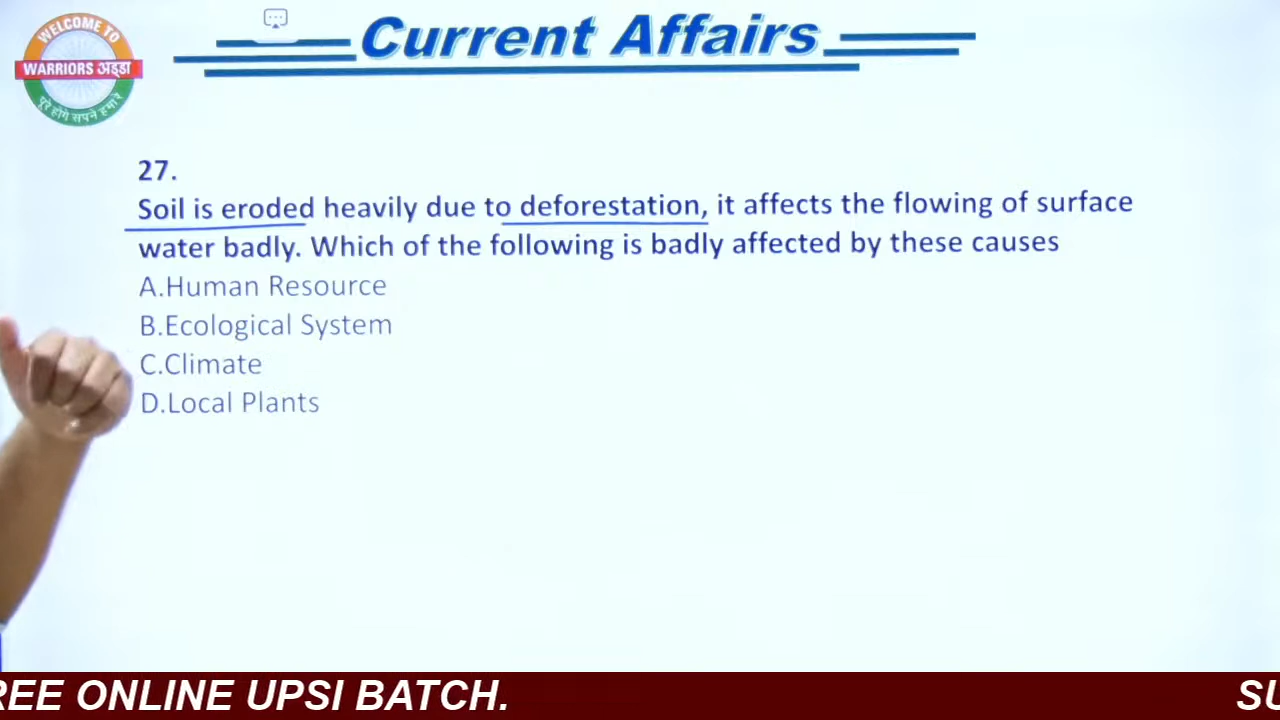 WELCOME TO
WARRIORS अड्डा
पूरे होंगे सपने हमारे
Current Affairs
27.
Soil is eroded heavily due to deforestation, it affects the flowing of surface
water badly. Which of the following is badly affected by these causes
A.Human Resource
B.Ecological System
C.Climate
D.Local Plants
REE ONLINE UPSI BATCH.
SU